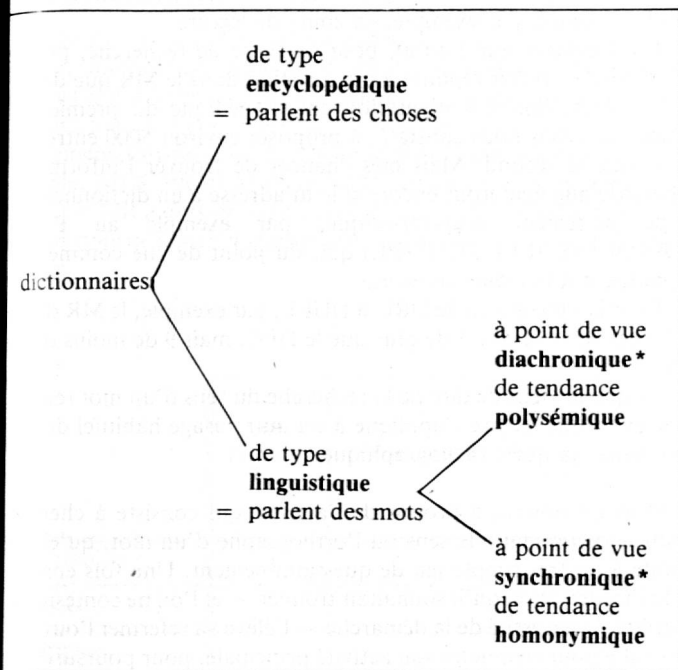 de type
encyclopédique
= parlent des choses
dictionnaires
à point de vue
diachronique*
de tendance
polysémique
de type
linguistique
= parlent des mots
à point de vue
synchronique*
de tendance
homonymique